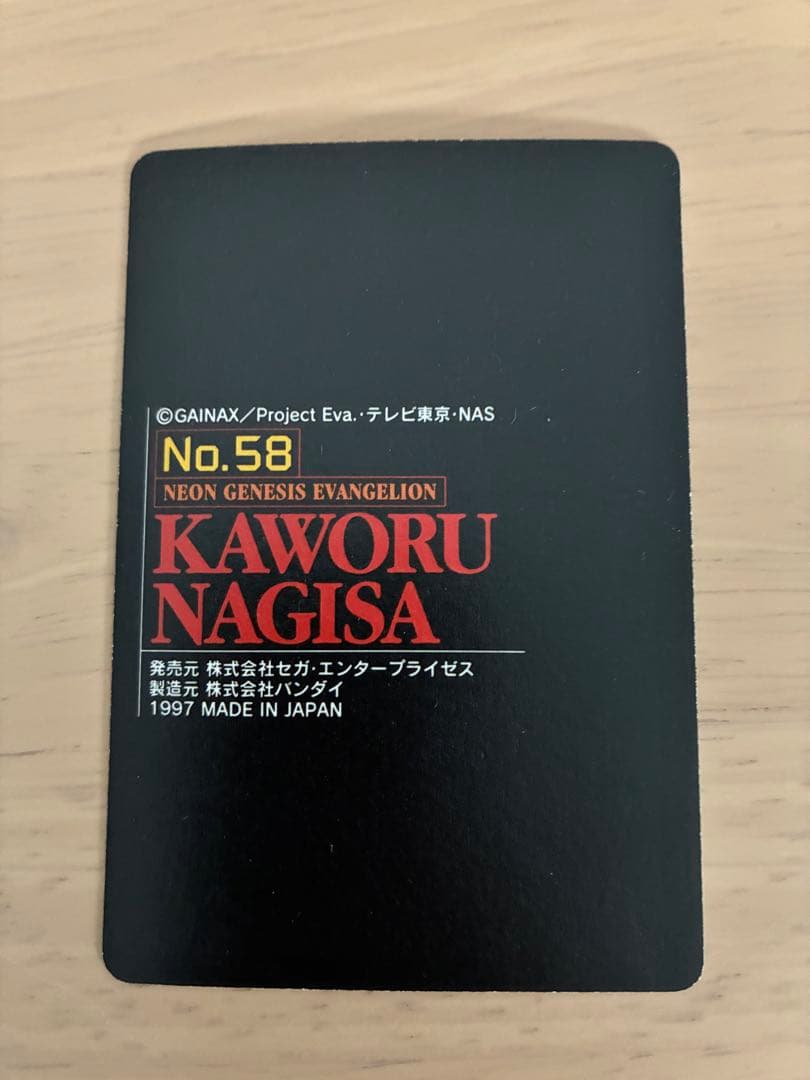 ©GAINAX／Project Eva.・テレビ東京・NAS
No.58
NEON GENESIS EVANGELION
KAWORU
NAGISA
発売元 株式会社セガ・エンタープライゼス
製造元 株式会社バンダイ
1997 MADE IN JAPAN